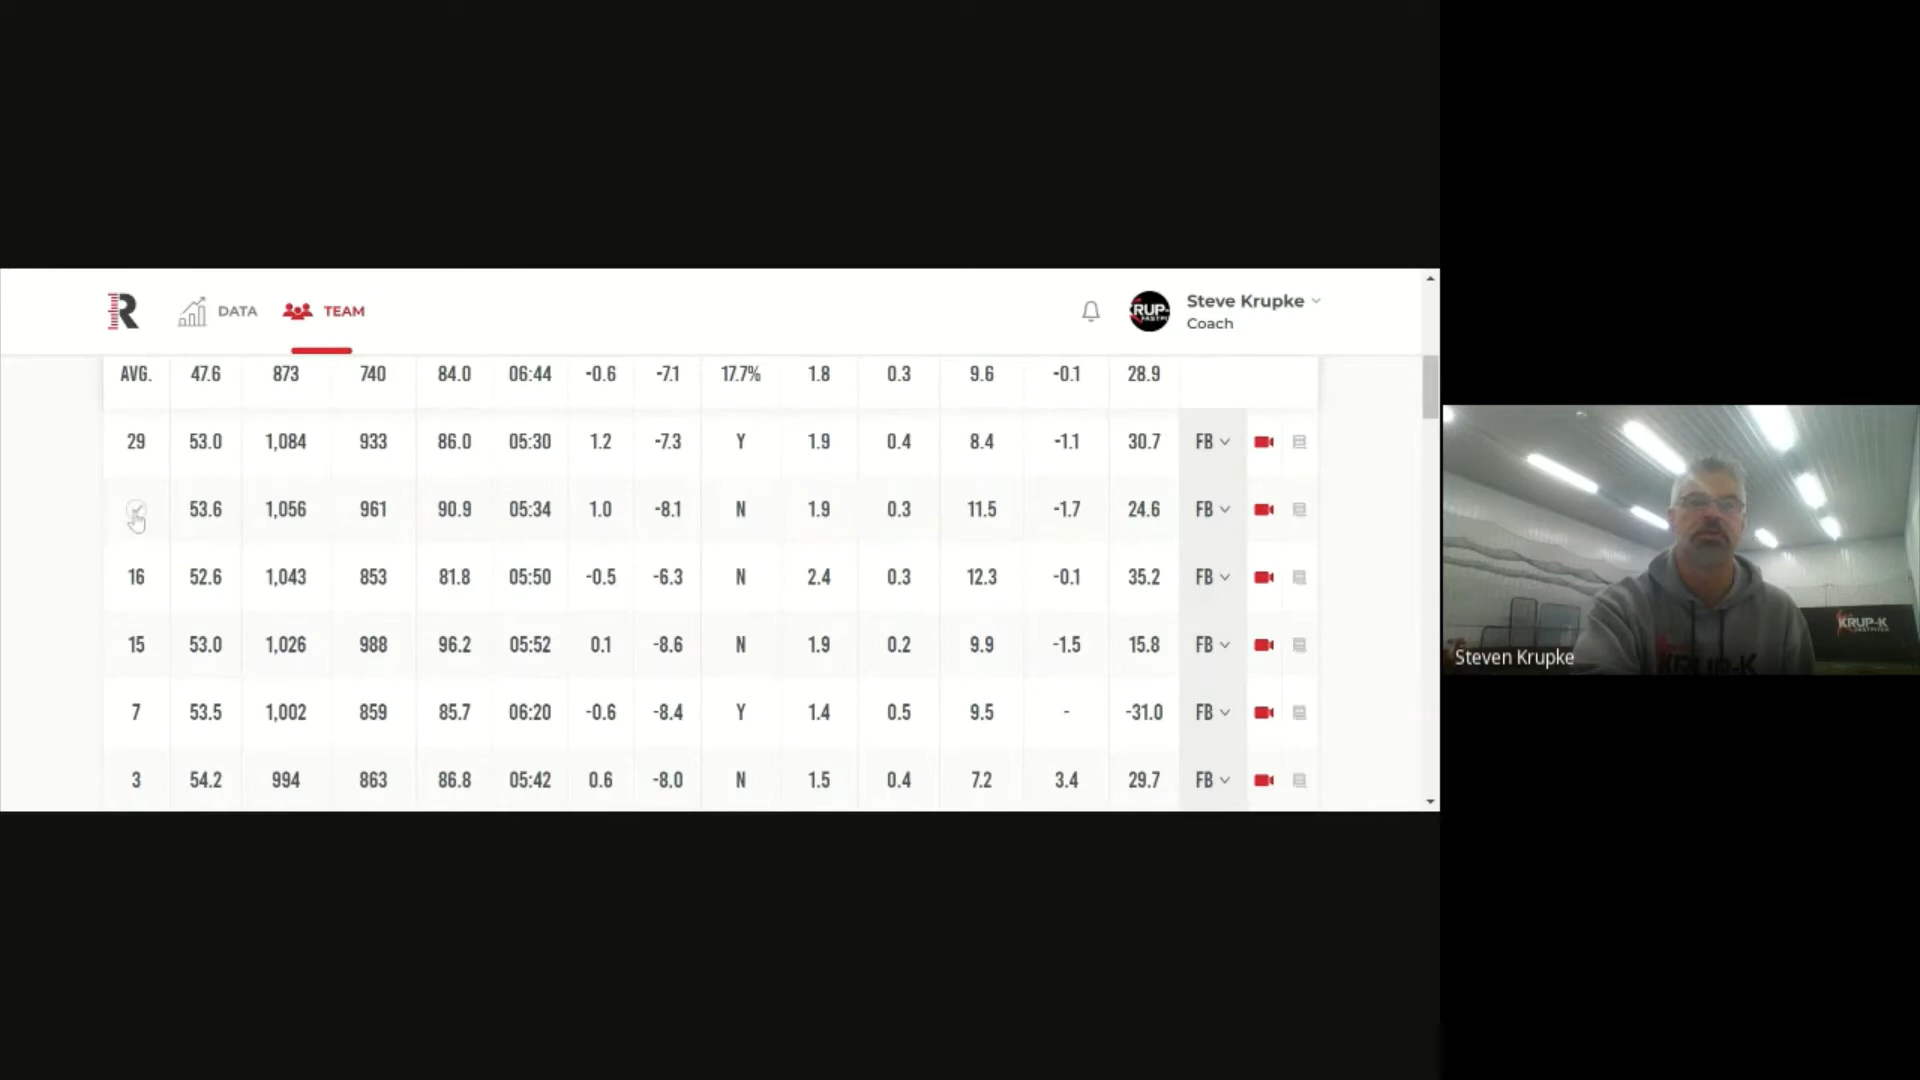 R DATA TEAM
Steve Krupke
Coach
RUP-
AVG. 47.6 873 740 84.0 06:44 -0.6 -7.1 17.7% 1.8 0.3 9.6 -0.1 28.9
29 53.0 1,084 933 86.0 05:30 1.2 -7.3 Y 1.9 0.4 8.4 -1.1 30.7 FB
53.6 1,056 961 90.9 05:34 1.0 -8.1 N 1.9 0.3 11.5 -1.7 24.6 FB
16 52.6 1,043 853 81.8 05:50 -0.5 -6.3 N 2.4 0.3 12.3 -0.1 35.2 FB
15 53.0 1,026 988 96.2 05:52 0.1 -8.6 N 1.9 0.2 9.9 -1.5 15.8 FB
7 53.5 1,002 859 85.7 06:20 -0.6 -8.4 Y 1.4 0.5 9.5 - -31.0 FB
3 54.2 994 863 86.8 05:42 0.6 -8.0 N 1.5 0.4 7.2 3.4 29.7 FB
KRUP-K
KRUP-K
Steven Krupke